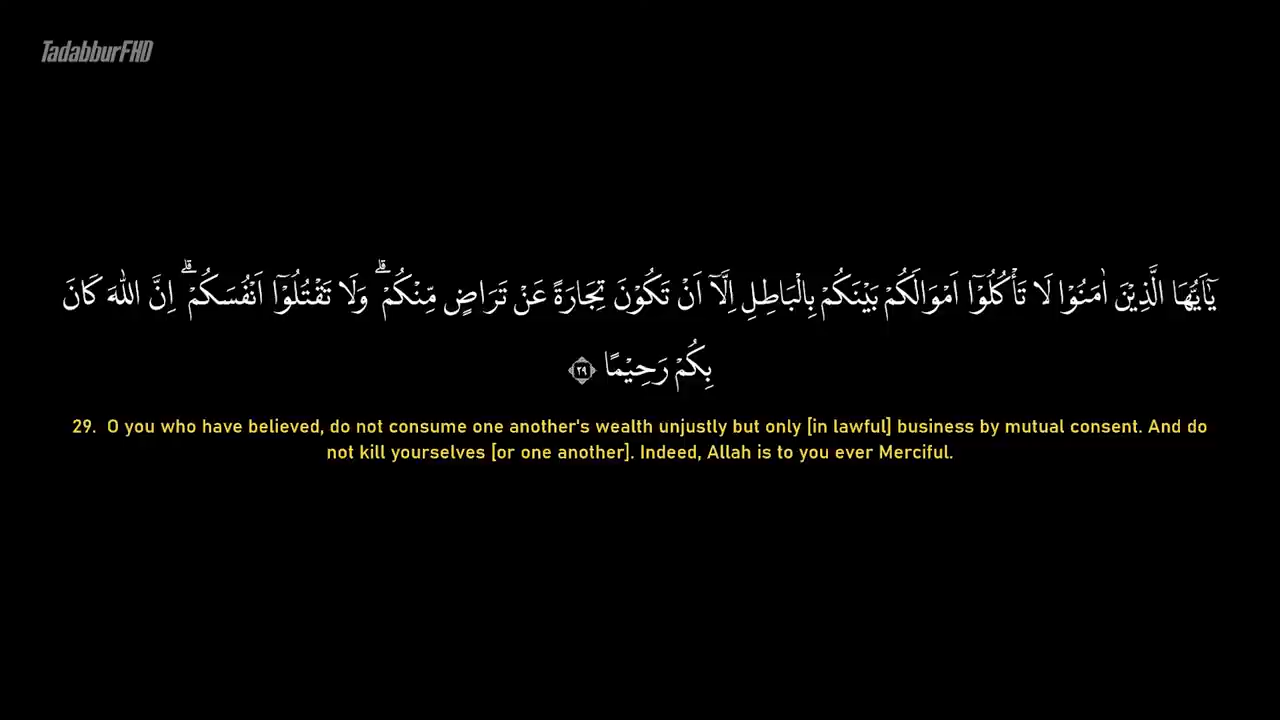 TadabburFHD
يٰٓاَيُّهَا الَّذِيْنَ اٰمَنُوْا لَا تَأْكُلُوْٓا اَمْوَالَكُمْ بَيْنَكُمْ بِالْبَاطِلِ اِلَّآ اَنْ تَكُوْنَ تِجَارَةً عَنْ تَرَاضٍ مِّنْكُمْ ۗ وَلَا تَقْتُلُوْٓا اَنْفُسَكُمْ ۗ اِنَّ اللّٰهَ كَانَ
بِكُمْ رَحِيْمًا ٢٩
29. O you who have believed, do not consume one another's wealth unjustly but only [in lawful] business by mutual consent. And do
not kill yourselves [or one another]. Indeed, Allah is to you ever Merciful.